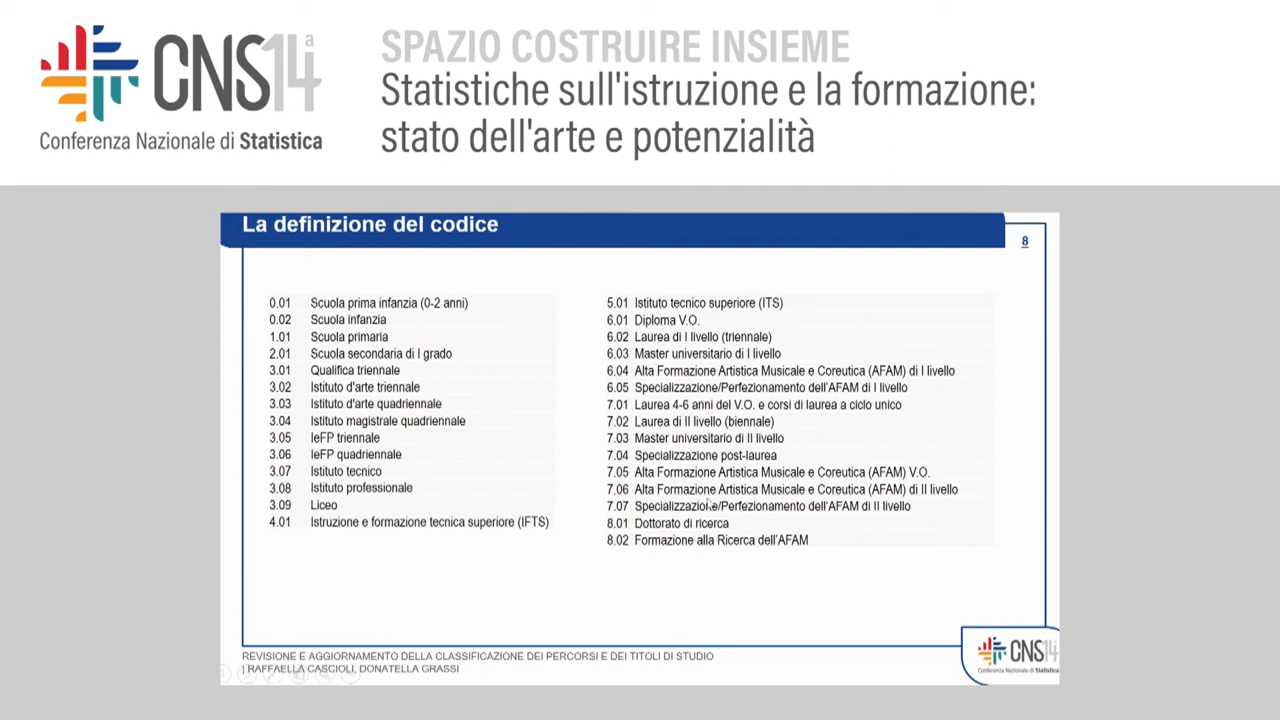 CNS14a
Conferenza Nazionale di Statistica
SPAZIO COSTRUIRE INSIEME
Statistiche sull'istruzione e la formazione:
stato dell'arte e potenzialità
La definizione del codice
8
0.01 Scuola prima infanzia (0-2 anni)
0.02 Scuola infanzia
1.01 Scuola primaria
2.01 Scuola secondaria di I grado
3.01 Qualifica triennale
3.02 Istituto d'arte triennale
3.03 Istituto d'arte quadriennale
3.04 Istituto magistrale quadriennale
3.05 IeFP triennale
3.06 IeFP quadriennale
3.07 Istituto tecnico
3.08 Istituto professionale
3.09 Liceo
4.01 Istruzione e formazione tecnica superiore (IFTS)
5.01 Istituto tecnico superiore (ITS)
6.01 Diploma V.O.
6.02 Laurea di I livello (triennale)
6.03 Master universitario di I livello
6.04 Alta Formazione Artistica Musicale e Coreutica (AFAM) di I livello
6.05 Specializzazione/Perfezionamento dell'AFAM di I livello
7.01 Laurea 4-6 anni del V.O. e corsi di laurea a ciclo unico
7.02 Laurea di II livello (biennale)
7.03 Master universitario di II livello
7.04 Specializzazione post-laurea
7.05 Alta Formazione Artistica Musicale e Coreutica (AFAM) V.O.
7.06 Alta Formazione Artistica Musicale e Coreutica (AFAM) di II livello
7.07 Specializzazione/Perfezionamento dell'AFAM di II livello
8.01 Dottorato di ricerca
8.02 Formazione alla Ricerca dell'AFAM
REVISIONE E AGGIORNAMENTO DELLA CLASSIFICAZIONE DEI PERCORSI E DEI TITOLI DI STUDIO
RAFFAELLA CASCIOLI, DONATELLA GRASSI
CNS14
Conferenza Nazionale di Statistica